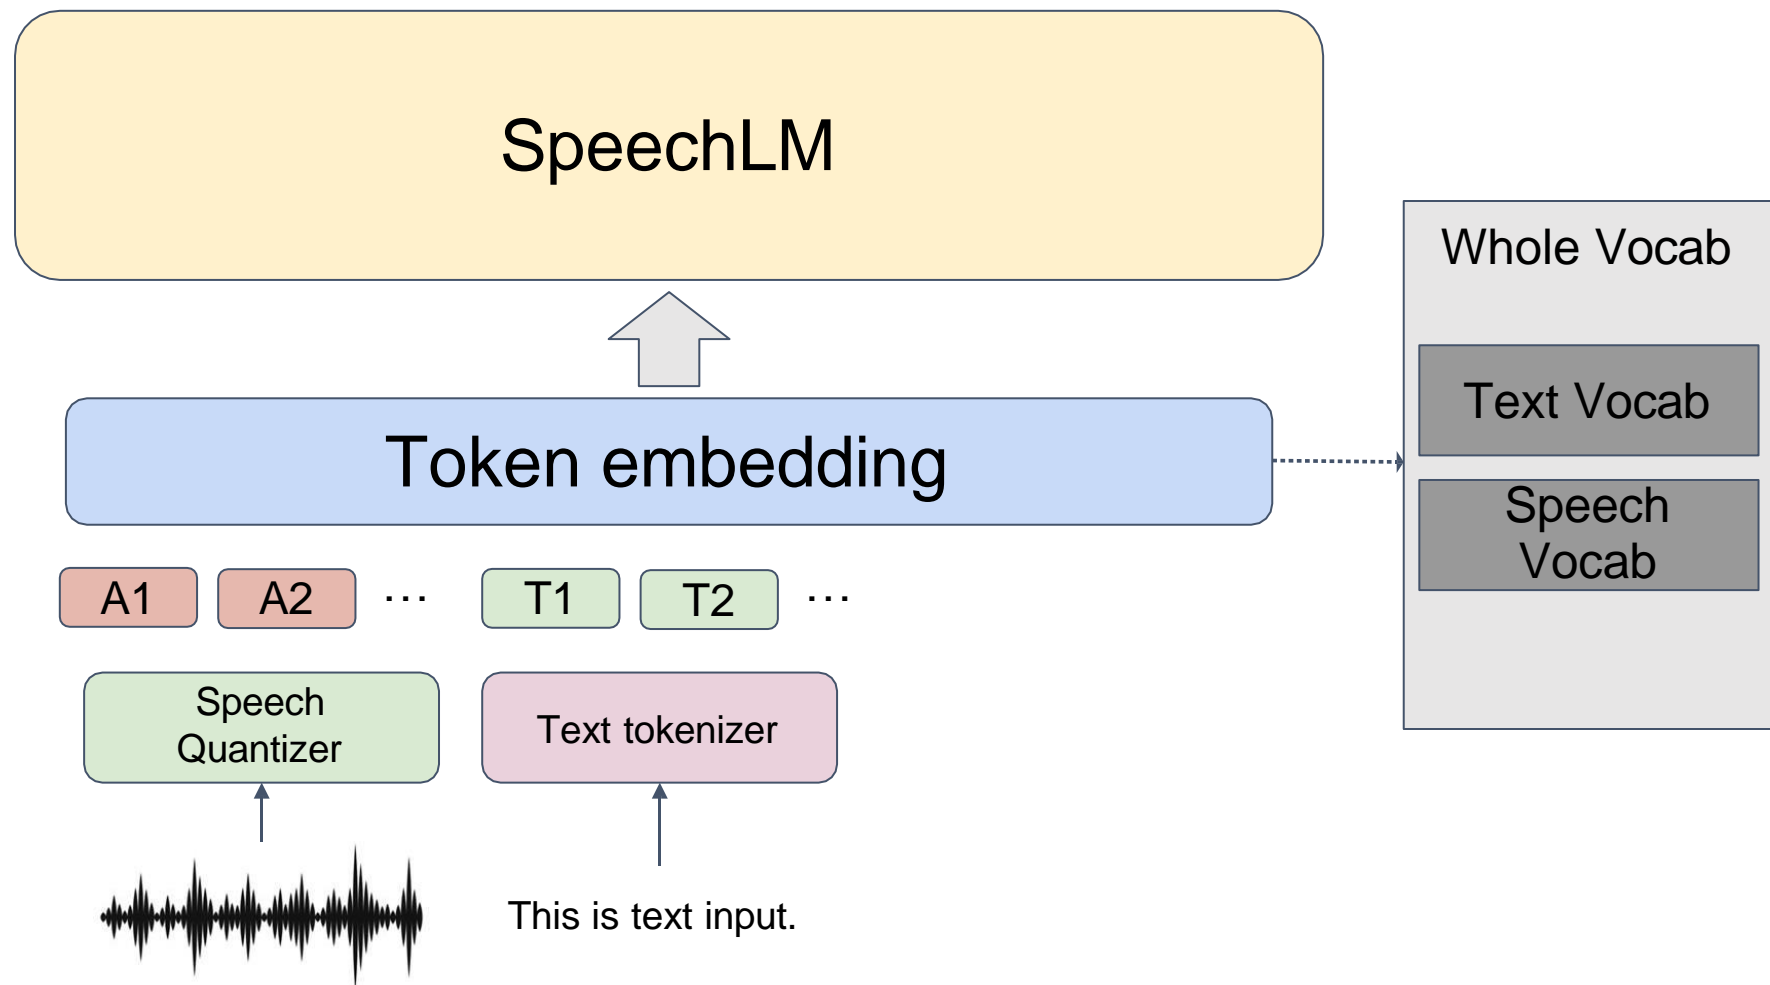 SpeechLM
Whole Vocab
Text Vocab
Token embedding
Speech
Vocab
A1 A2 ... T1 T2 ...
Speech
Quantizer
Text tokenizer
This is text input.